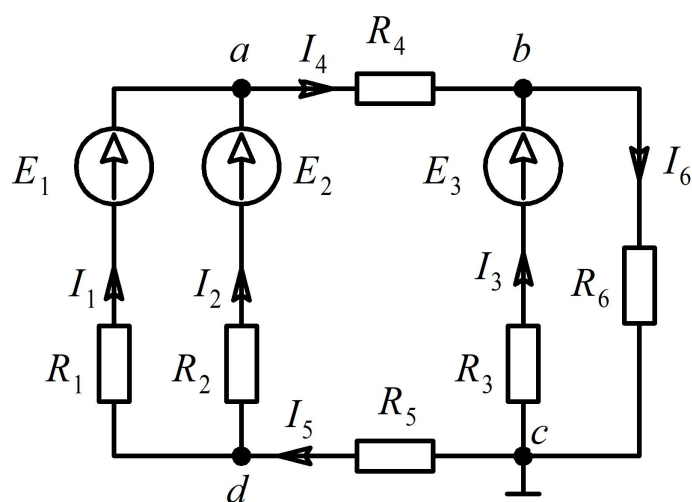 a I₄ R₄ b
E₁ E₂ E₃ I₆
I₁ I₂ I₃ R₆
R₁ R₂ R₃
I₅ R₅ c
d